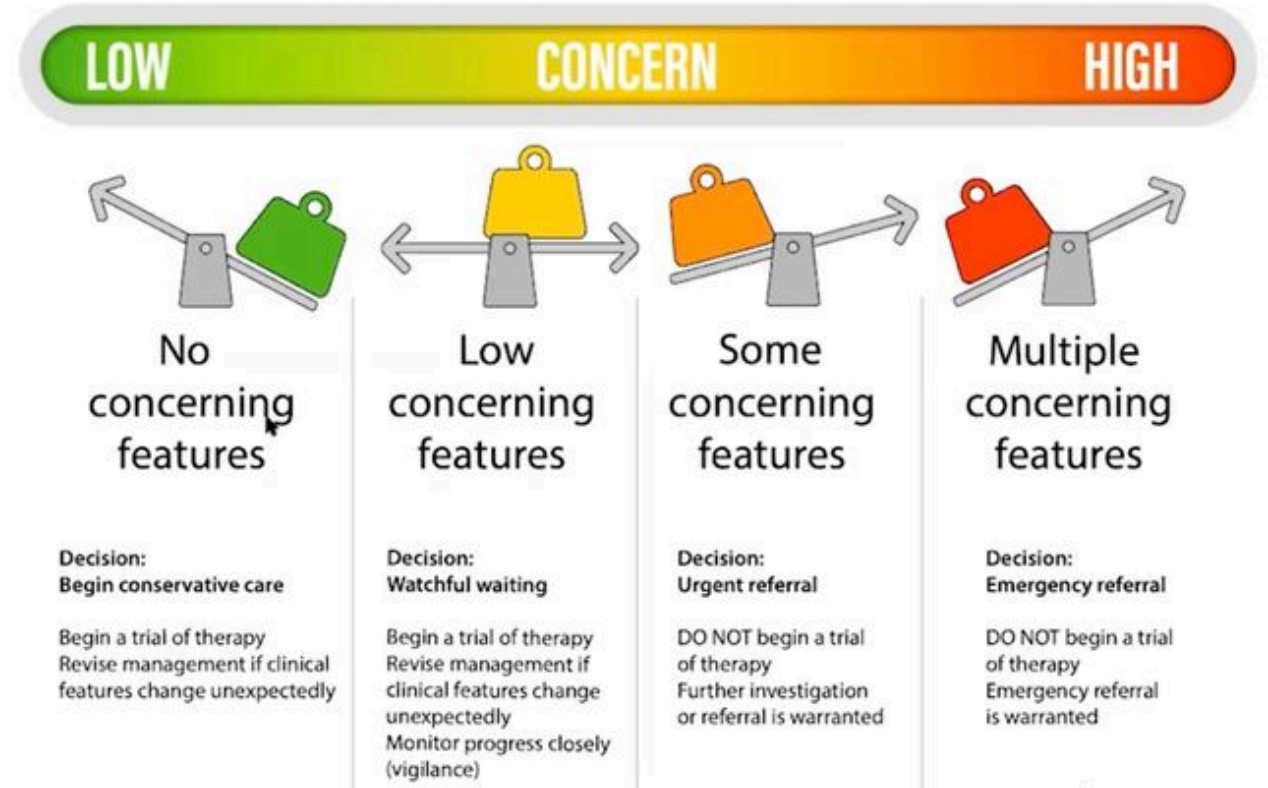 LOW CONCERN HIGH
No
concerning
features
Decision:
Begin conservative care
Begin a trial of therapy
Revise management if clinical
features change unexpectedly
Low
concerning
features
Decision:
Watchful waiting
Begin a trial of therapy
Revise management if
clinical features change
unexpectedly
Monitor progress closely
(vigilance)
Some
concerning
features
Decision:
Urgent referral
DO NOT begin a trial
of therapy
Further investigation
or referral is warranted
Multiple
concerning
features
Decision:
Emergency referral
DO NOT begin a trial
of therapy
Emergency referral
is warranted